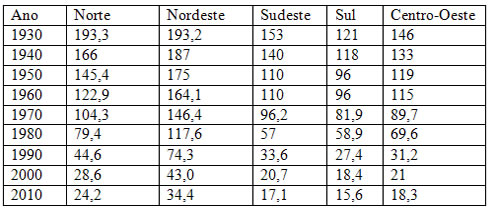 Ano Norte Nordeste Sudeste Sul Centro-Oeste
1930 193,3 193,2 153 121 146
1940 166 187 140 118 133
1950 145,4 175 110 96 119
1960 122,9 164,1 110 96 115
1970 104,3 146,4 96,2 81,9 89,7
1980 79,4 117,6 57 58,9 69,6
1990 44,6 74,3 33,6 27,4 31,2
2000 28,6 43,0 20,7 18,4 21
2010 24,2 34,4 17,1 15,6 18,3